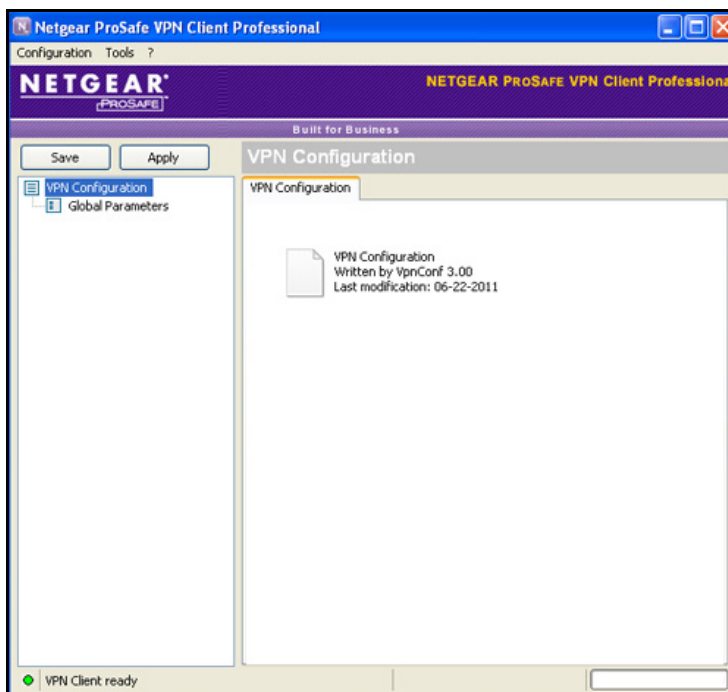 Netgear ProSafe VPN Client Professional
Configuration Tools ?
NETGEAR
PROSAFE
NETGEAR PROSAFE VPN Client Professiona
Built for Business
Save Apply
VPN Configuration
VPN Configuration
Global Parameters
VPN Configuration
VPN Configuration
Written by VpnConf 3.00
Last modification: 06-22-2011
VPN Client ready